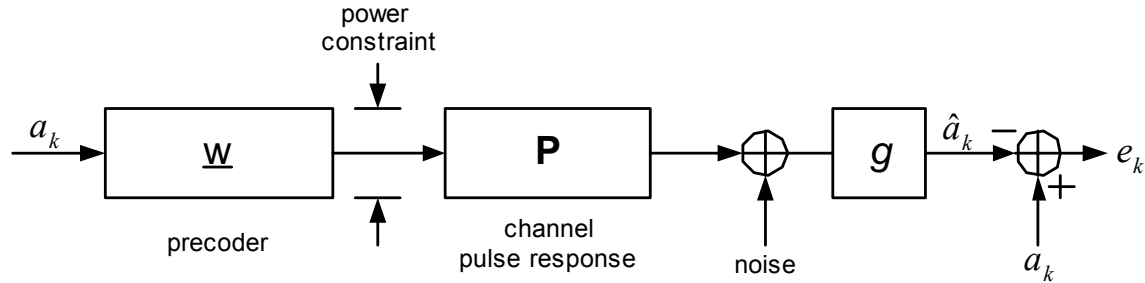 power
constraint
a_k
w
P
g
â_k
−
e_k
+
precoder
channel
pulse response
noise
a_k